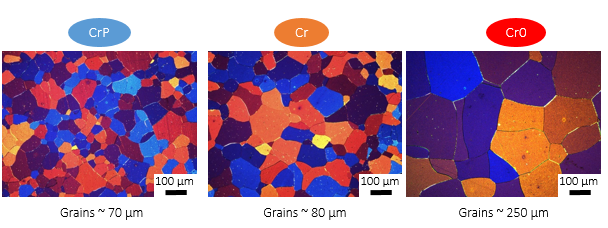 CrP
Cr
Cr0
100 µm
100 µm
100 µm
Grains ~ 70 µm
Grains ~ 80 µm
Grains ~ 250 µm